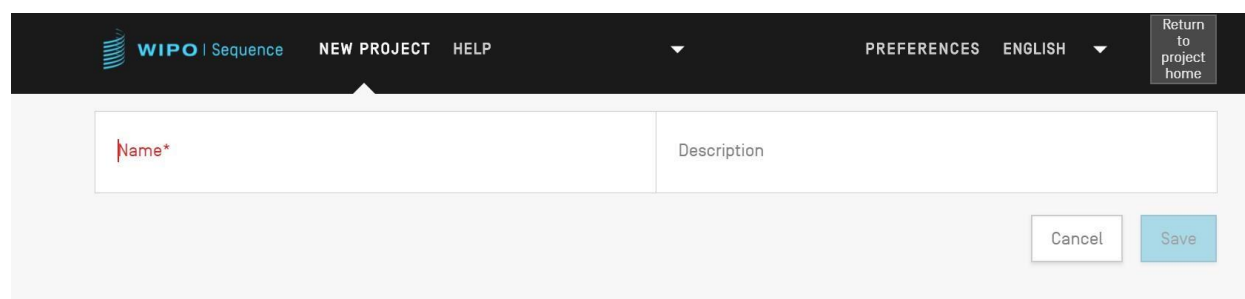 WIPO | Sequence NEW PROJECT HELP PREFERENCES ENGLISH
Return
to
project
home
Name* Description
Cancel Save